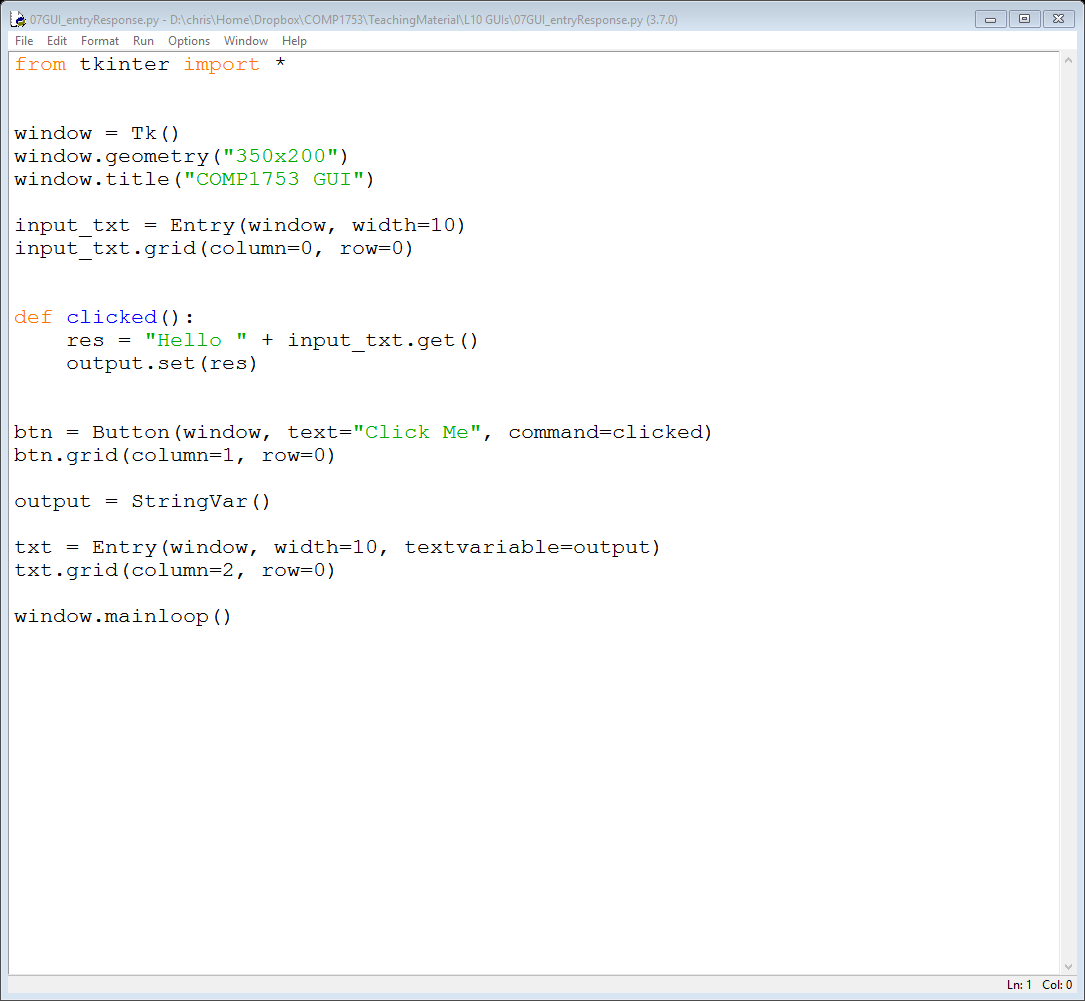 07GUI_entryResponse.py - D:\chris\Home\Dropbox\COMP1753\TeachingMaterial\L10 GUIs\07GUI_entryResponse.py (3.7.0)
File Edit Format Run Options Window Help
from tkinter import *
window = Tk()
window.geometry("350x200")
window.title("COMP1753 GUI")
input_txt = Entry(window, width=10)
input_txt.grid(column=0, row=0)
def clicked():
    res = "Hello " + input_txt.get()
    output.set(res)
btn = Button(window, text="Click Me", command=clicked)
btn.grid(column=1, row=0)
output = StringVar()
txt = Entry(window, width=10, textvariable=output)
txt.grid(column=2, row=0)
window.mainloop()
Ln: 1 Col: 0